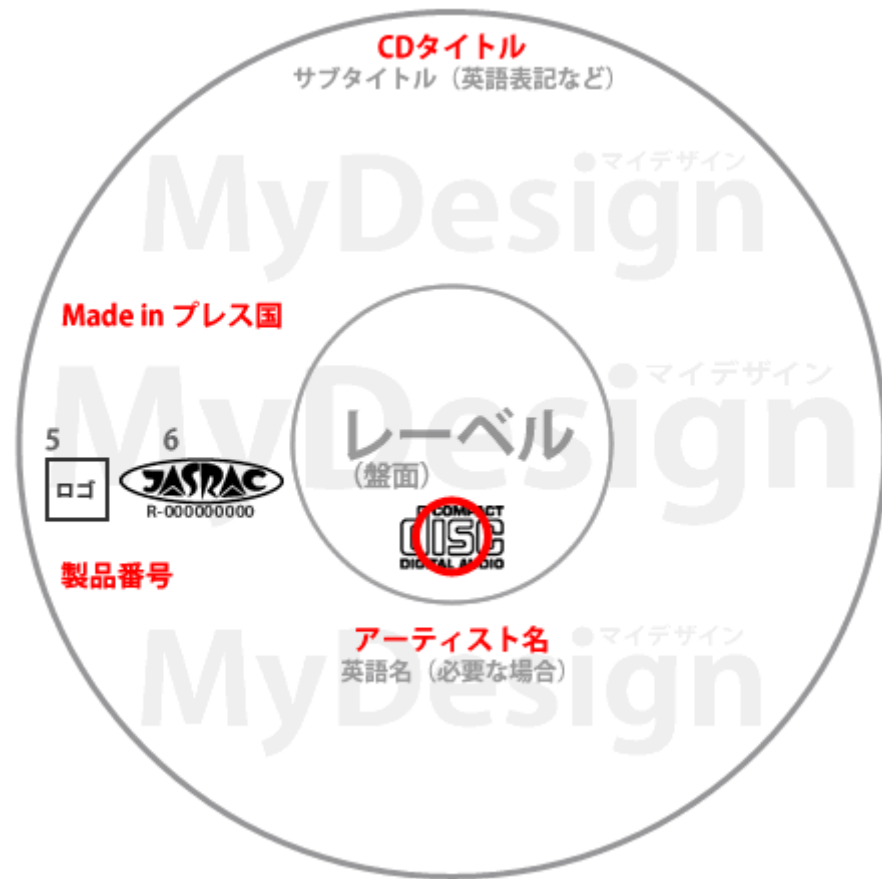 CDタイトル
サブタイトル（英語表記など）
MyDesign
マイデザイン
Made in プレス国
MyDesign
マイデザイン
レーベル
（盤面）
5
6
ロゴ
JASRAC
R-000000000
COMPACT
DISC
DIGITAL AUDIO
製品番号
アーティスト名
英語名（必要な場合）
MyDesign
マイデザイン